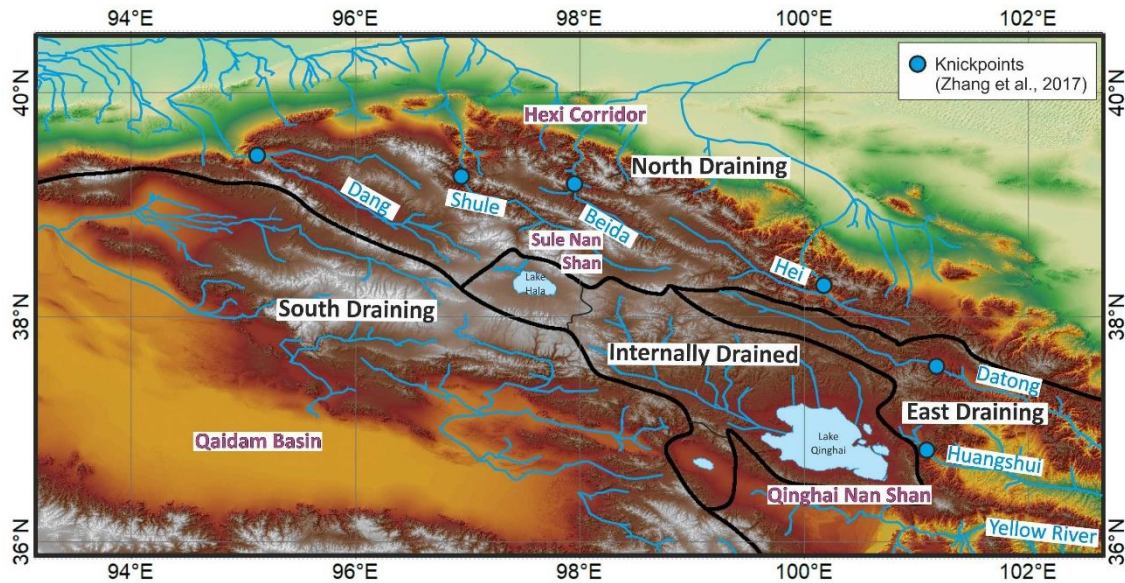 94°E
96°E
98°E
100°E
102°E
40°N
40°N
Knickpoints
(Zhang et al., 2017)
Hexi Corridor
North Draining
Dang
Shule
Beida
Sule Nan
Shan
Lake
Hala
Hei
38°N
38°N
South Draining
Internally Drained
Datong
East Draining
Qaidam Basin
Lake
Qinghai
Huangshui
Qinghai Nan Shan
Yellow River
36°N
36°N
94°E
96°E
98°E
100°E
102°E